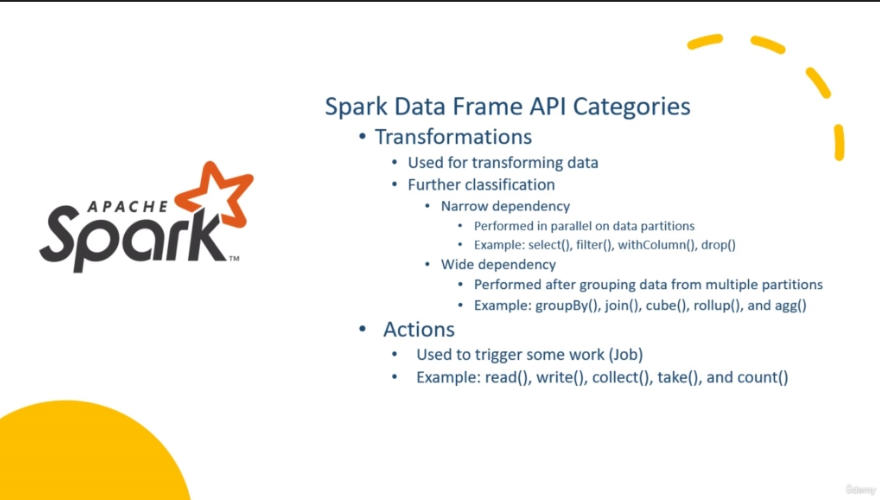 APACHE
Spark™
Spark Data Frame API Categories
• Transformations
• Used for transforming data
• Further classification
• Narrow dependency
• Performed in parallel on data partitions
• Example: select(), filter(), withColumn(), drop()
• Wide dependency
• Performed after grouping data from multiple partitions
• Example: groupBy(), join(), cube(), rollup(), and agg()
• Actions
• Used to trigger some work (Job)
• Example: read(), write(), collect(), take(), and count()
Udemy